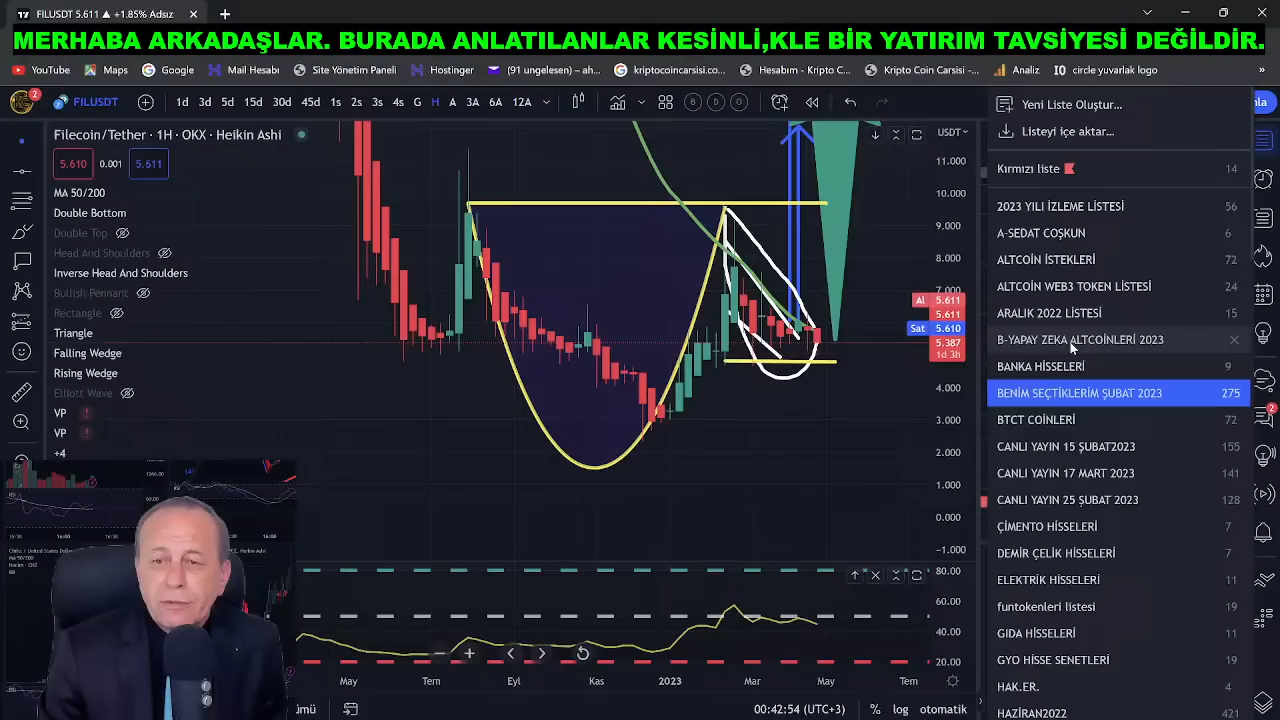 FILUSDT 5.611 ▲ +1.85% Adsız
MERHABA ARKADAŞLAR. BURADA ANLATILANLAR KESİNLİ,KLE BİR YATIRIM TAVSİYESİ DEĞİLDİR.
YouTube Maps Google Mail Hesabı Site Yönetim Paneli Hostinger (91 ungelesen) – ah... kriptocoincarsisi.co... Hesabım - Kripto C... Kripto Coin Carsisi -... Analiz IO circle yuvarlak logo »
2 FILUSDT 1d 3d 5d 15d 30d 45d 1s 2s 3s 4s G H A 3A 6A 12A B D O
Yeni Liste Oluştur...
Listeyi içe aktar...
Filecoin/Tether · 1H · OKX · Heikin Ashi
USDT
5.610 0.001 5.611
MA 50/200
Double Bottom
Double Top
Head And Shoulders
Inverse Head And Shoulders
Bullish Pennant
Rectangle
Triangle
Falling Wedge
Rising Wedge
Elliott Wave
VP !
VP !
+4
11.000
10.000
9.000
8.000
7.000
Al 5.611
5.611
Sat 5.610
5.387
1d 3h
4.000
3.000
2.000
1.000
0.000
−1.000
80.00
60.00
40.00
20.00
May Tem Eyl Kas 2023 Mar May Tem
00:42:54 (UTC+3) % log otomatik
Kırmızı liste 14
2023 YILI İZLEME LİSTESİ 56
A-SEDAT COŞKUN 6
ALTCOİN İSTEKLERİ 72
ALTCOİN WEB3 TOKEN LİSTESİ 24
ARALIK 2022 LİSTESİ 15
B-YAPAY ZEKA ALTCOİNLERİ 2023
BANKA HİSSELERİ 9
BENİM SEÇTİKLERİM ŞUBAT 2023 275
BTCT COİNLERİ 72
CANLI YAYIN 15 ŞUBAT2023 155
CANLI YAYIN 17 MART 2023 141
CANLI YAYIN 25 ŞUBAT 2023 128
ÇİMENTO HİSSELERİ 7
DEMİR ÇELİK HİSSELERİ 7
ELEKTRİK HİSSELERİ 11
funtokenleri listesi 19
GIDA HİSSELERİ 11
GYO HİSSE SENETLERİ 19
HAK.ER. 4
HAZİRAN2022 421
2